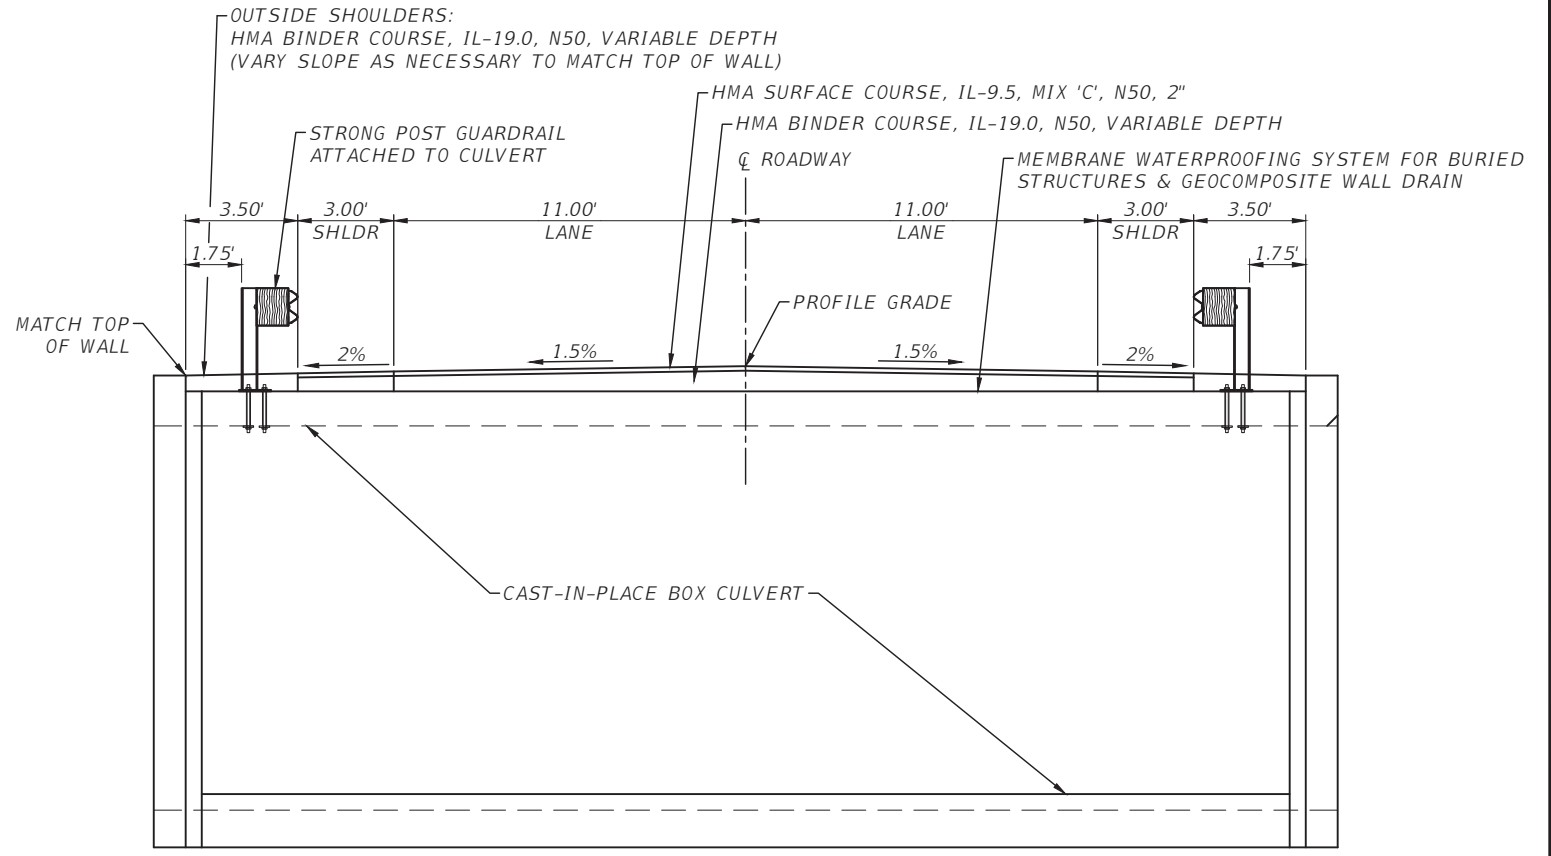 OUTSIDE SHOULDERS:
HMA BINDER COURSE, IL-19.0, N50, VARIABLE DEPTH
(VARY SLOPE AS NECESSARY TO MATCH TOP OF WALL)
HMA SURFACE COURSE, IL-9.5, MIX 'C', N50, 2"
HMA BINDER COURSE, IL-19.0, N50, VARIABLE DEPTH
STRONG POST GUARDRAIL
ATTACHED TO CULVERT
℄ ROADWAY
MEMBRANE WATERPROOFING SYSTEM FOR BURIED
STRUCTURES & GEOCOMPOSITE WALL DRAIN
3.50' 3.00' 11.00' 11.00' 3.00' 3.50'
SHLDR LANE LANE SHLDR
1.75' 1.75'
PROFILE GRADE
MATCH TOP
OF WALL
2% 1.5% 1.5% 2%
CAST-IN-PLACE BOX CULVERT